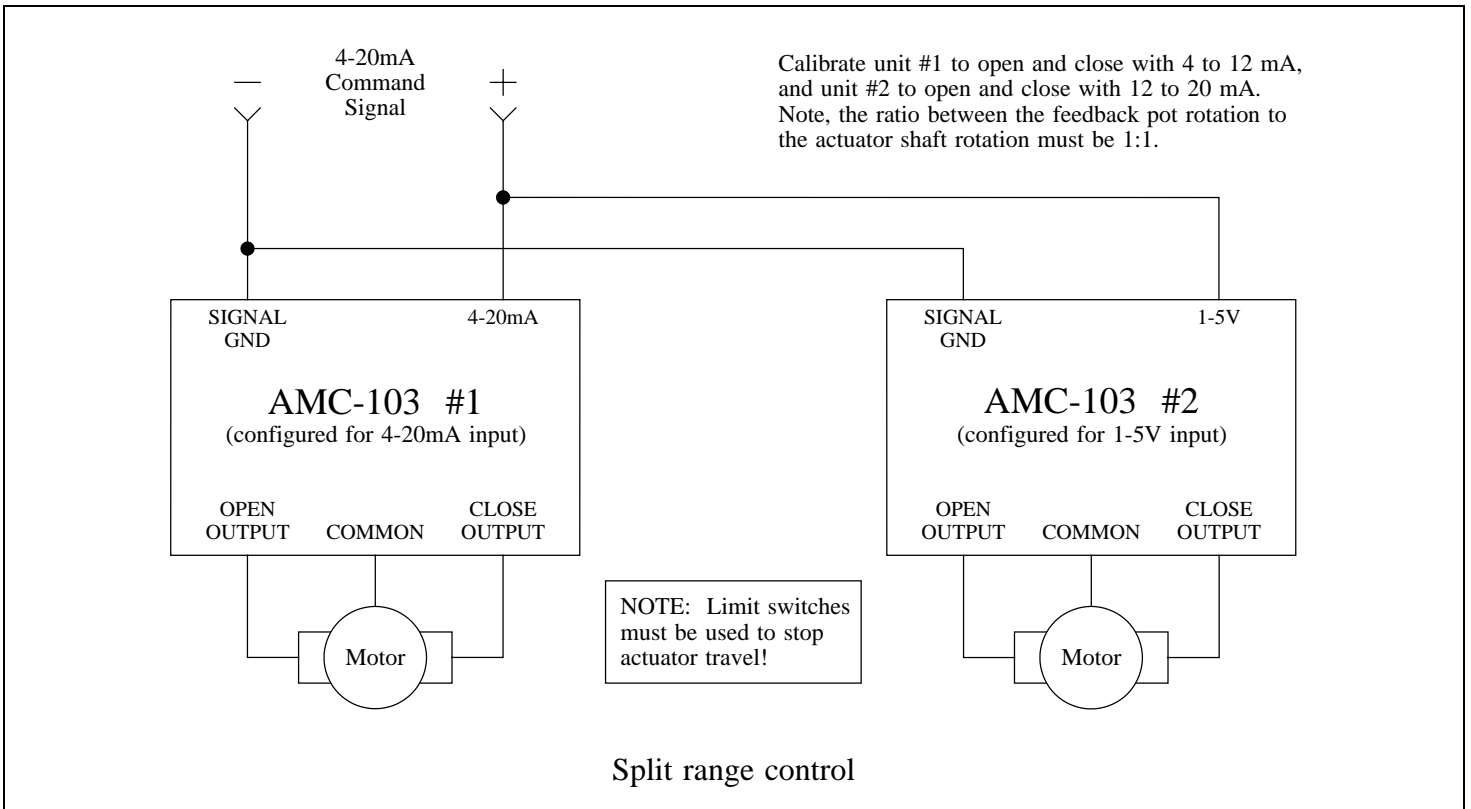 4-20mA
Command
Signal
Calibrate unit #1 to open and close with 4 to 12 mA,
and unit #2 to open and close with 12 to 20 mA.
Note, the ratio between the feedback pot rotation to
the actuator shaft rotation must be 1:1.
SIGNAL
GND
4-20mA
AMC-103 #1
(configured for 4-20mA input)
OPEN
OUTPUT
COMMON
CLOSE
OUTPUT
Motor
SIGNAL
GND
1-5V
AMC-103 #2
(configured for 1-5V input)
OPEN
OUTPUT
COMMON
CLOSE
OUTPUT
Motor
NOTE: Limit switches
must be used to stop
actuator travel!
Split range control